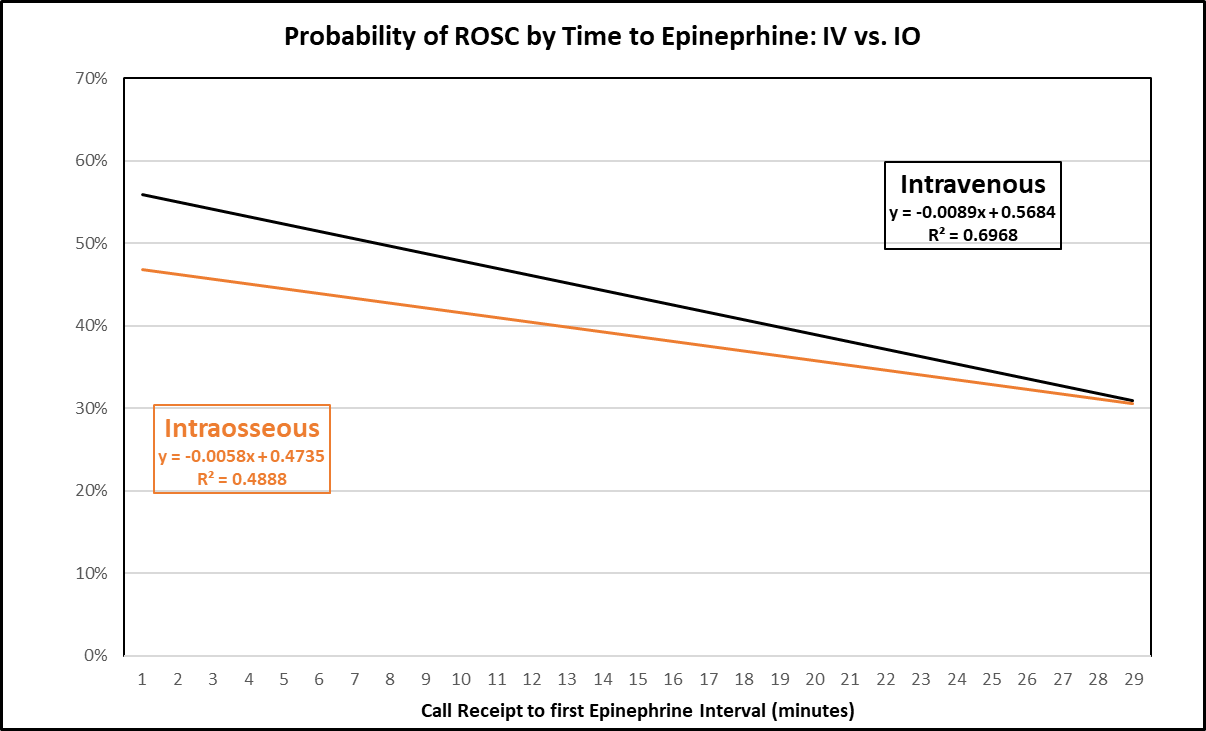 Probability of ROSC by Time to Epineprhine: IV vs. IO
70%
60%
50%
40%
30%
20%
10%
0%
Intravenous
y = -0.0089x + 0.5684
R² = 0.6968
Intraosseous
y = -0.0058x + 0.4735
R² = 0.4888
1 2 3 4 5 6 7 8 9 10 11 12 13 14 15 16 17 18 19 20 21 22 23 24 25 26 27 28 29
Call Receipt to first Epinephrine Interval (minutes)